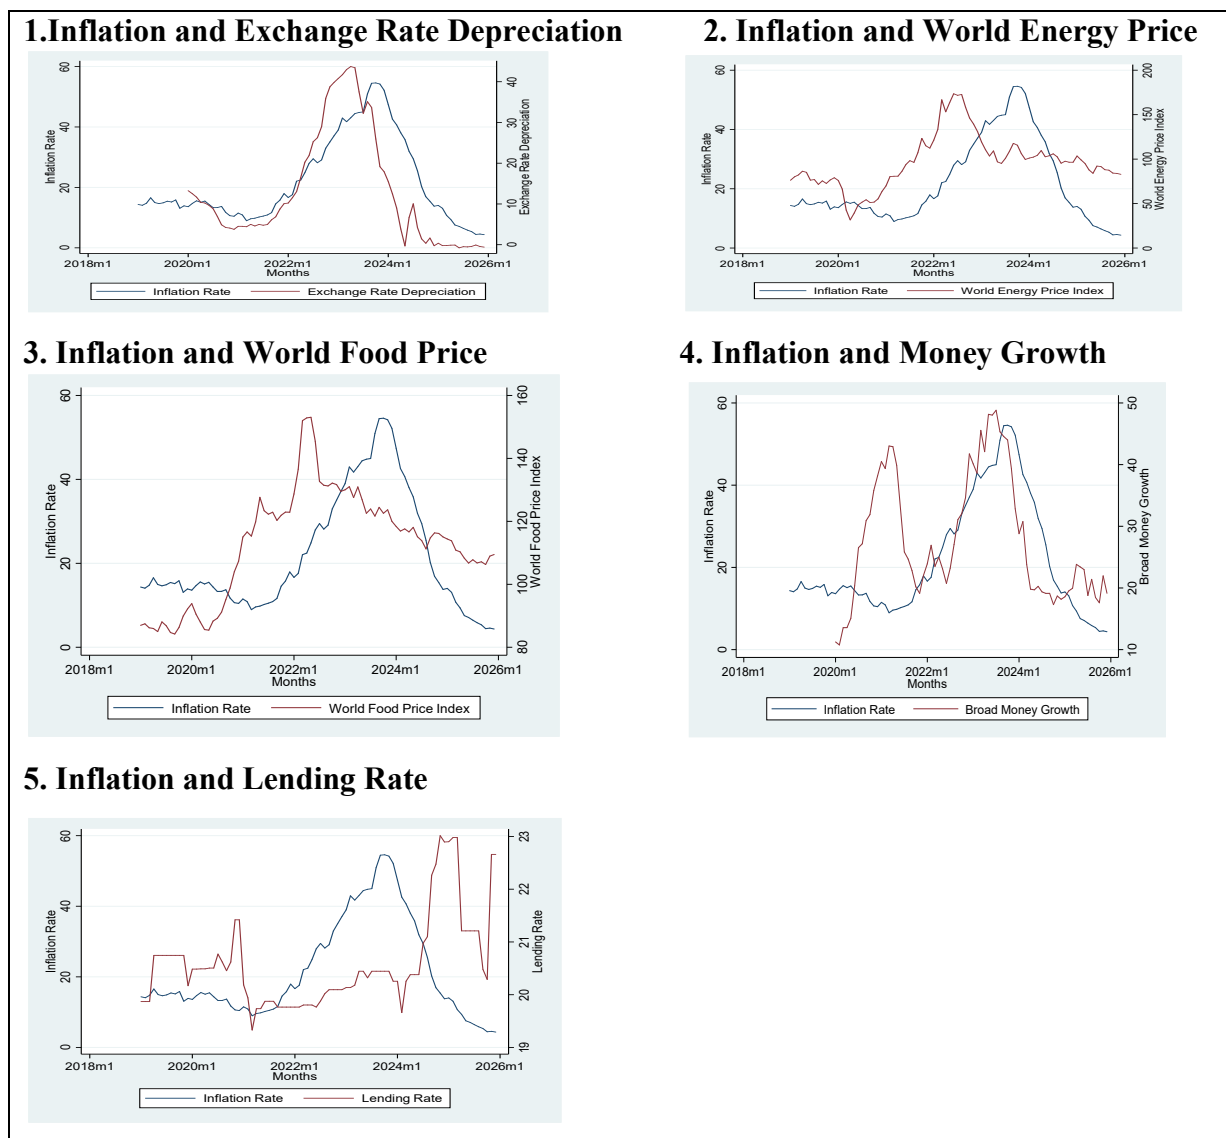 1.Inflation and Exchange Rate Depreciation
60
40
20
0
Inflation Rate
40
30
20
10
0
Exchange Rate Depreciation
2018m1 2020m1 2022m1 2024m1 2026m1
Months
Inflation Rate Exchange Rate Depreciation
2. Inflation and World Energy Price
60
40
20
0
Inflation Rate
200
150
100
50
0
World Energy Price Index
2018m1 2020m1 2022m1 2024m1 2026m1
Months
Inflation Rate World Energy Price Index
3. Inflation and World Food Price
60
40
20
0
Inflation Rate
160
140
120
100
80
World Food Price Index
2018m1 2020m1 2022m1 2024m1 2026m1
Months
Inflation Rate World Food Price Index
4. Inflation and Money Growth
60
40
20
0
Inflation Rate
50
40
30
20
10
Broad Money Growth
2018m1 2020m1 2022m1 2024m1 2026m1
Months
Inflation Rate Broad Money Growth
5. Inflation and Lending Rate
60
40
20
0
Inflation Rate
23
22
21
20
19
Lending Rate
2018m1 2020m1 2022m1 2024m1 2026m1
Months
Inflation Rate Lending Rate